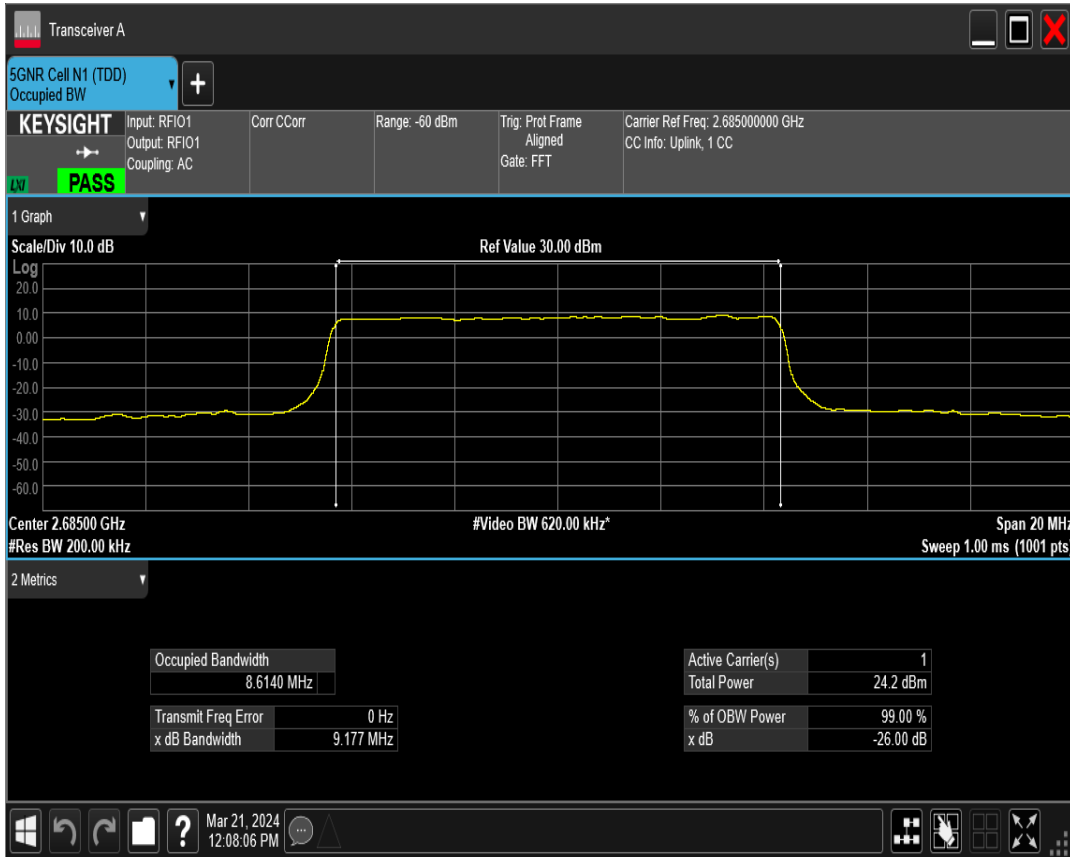 Transceiver A
5GNR Cell N1 (TDD)
Occupied BW
+
KEYSIGHT
LXI
PASS
Input: RFIO1
Output: RFIO1
Coupling: AC
Corr CCorr
Range: -60 dBm
Trig: Prot Frame
Aligned
Gate: FFT
Carrier Ref Freq: 2.685000000 GHz
CC Info: Uplink, 1 CC
1 Graph
Scale/Div 10.0 dB
Ref Value 30.00 dBm
Log
20.0
10.0
0.00
-10.0
-20.0
-30.0
-40.0
-50.0
-60.0
Center 2.68500 GHz
#Video BW 620.00 kHz*
Span 20 MHz
#Res BW 200.00 kHz
Sweep 1.00 ms (1001 pts)
2 Metrics
Occupied Bandwidth
8.6140 MHz
Transmit Freq Error 0 Hz
x dB Bandwidth 9.177 MHz
Active Carrier(s) 1
Total Power 24.2 dBm
% of OBW Power 99.00 %
x dB -26.00 dB
?
Mar 21, 2024
12:08:06 PM